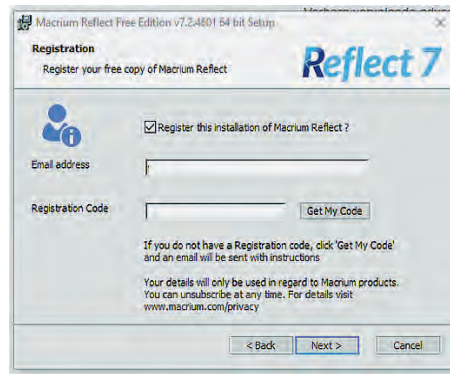 Macrium Reflect Free Edition v7.2.4601 64 bit Setup
Registration
Register your free copy of Macrium Reflect
Reflect 7
Register this installation of Macrium Reflect ?
Email address
Registration Code
Get My Code
If you do not have a Registration code, click 'Get My Code'
and an email will be sent with instructions
Your details will only be used in regard to Macrium products.
You can unsubscribe at any time. For details visit
www.macrium.com/privacy
< Back
Next >
Cancel